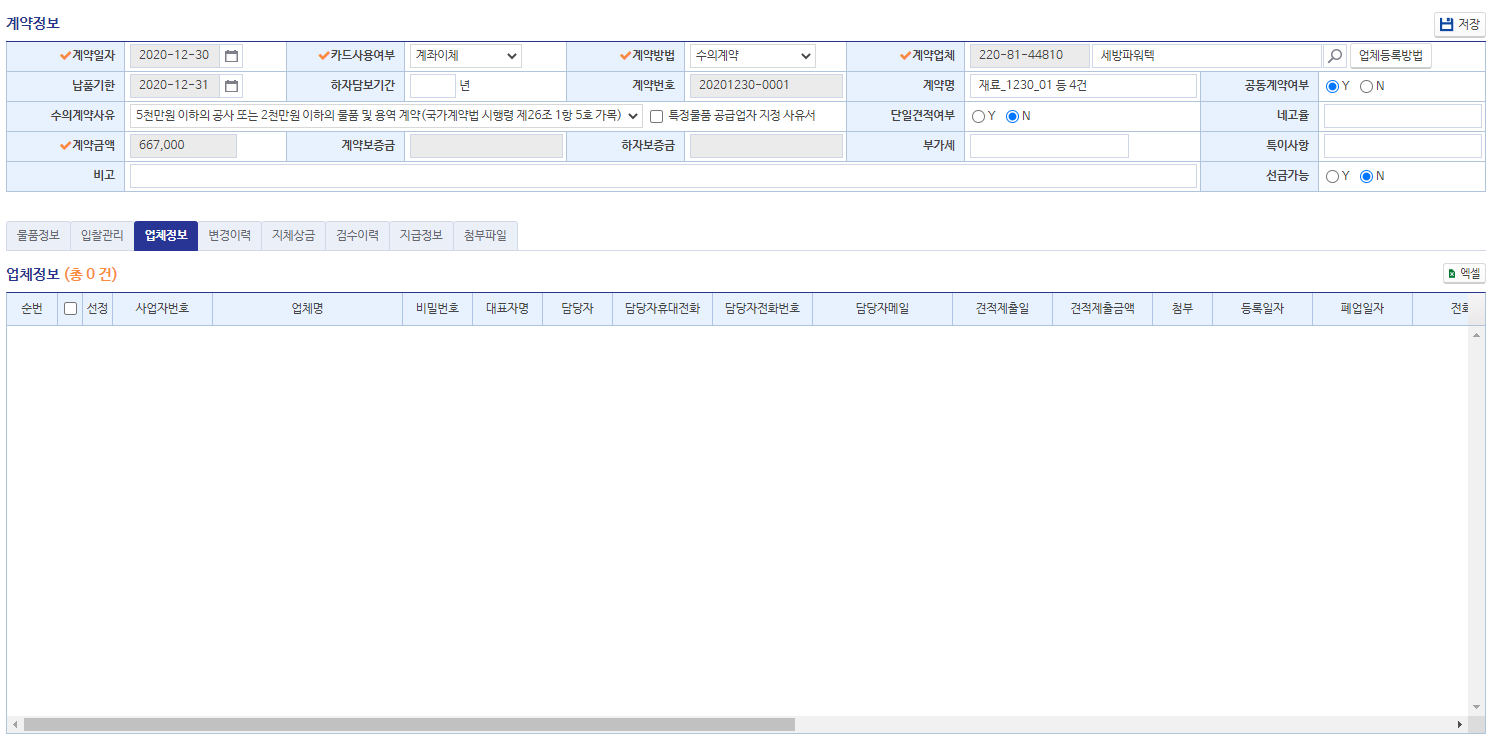 계약정보 저장
계약일자 2020-12-30 카드사용여부 계좌이체 계약방법 수의계약 계약업체 220-81-44810 세방파워텍 업체등록방법
납품기한 2020-12-31 하자담보기간 년 계약번호 20201230-0001 계약명 재료_1230_01 등 4건 공동계약여부 Y N
수의계약사유 5천만원 이하의 공사 또는 2천만원 이하의 물품 및 용역 계약(국가계약법 시행령 제26조 1항 5호 가목) 특정물품 공급업자 지정 사유서 단일견적여부 Y N 네고율
계약금액 667,000 계약보증금 하자보증금 부가세 특이사항
비고 선금가능 Y N
물품정보 입찰관리 업체정보 변경이력 지체상금 검수이력 지급정보 첨부파일
업체정보 (총 0 건) 엑셀
순번 선정 사업자번호 업체명 비밀번호 대표자명 담당자 담당자휴대전화 담당자전화번호 담당자메일 견적제출일 견적제출금액 첨부 등록일자 폐업일자 전화